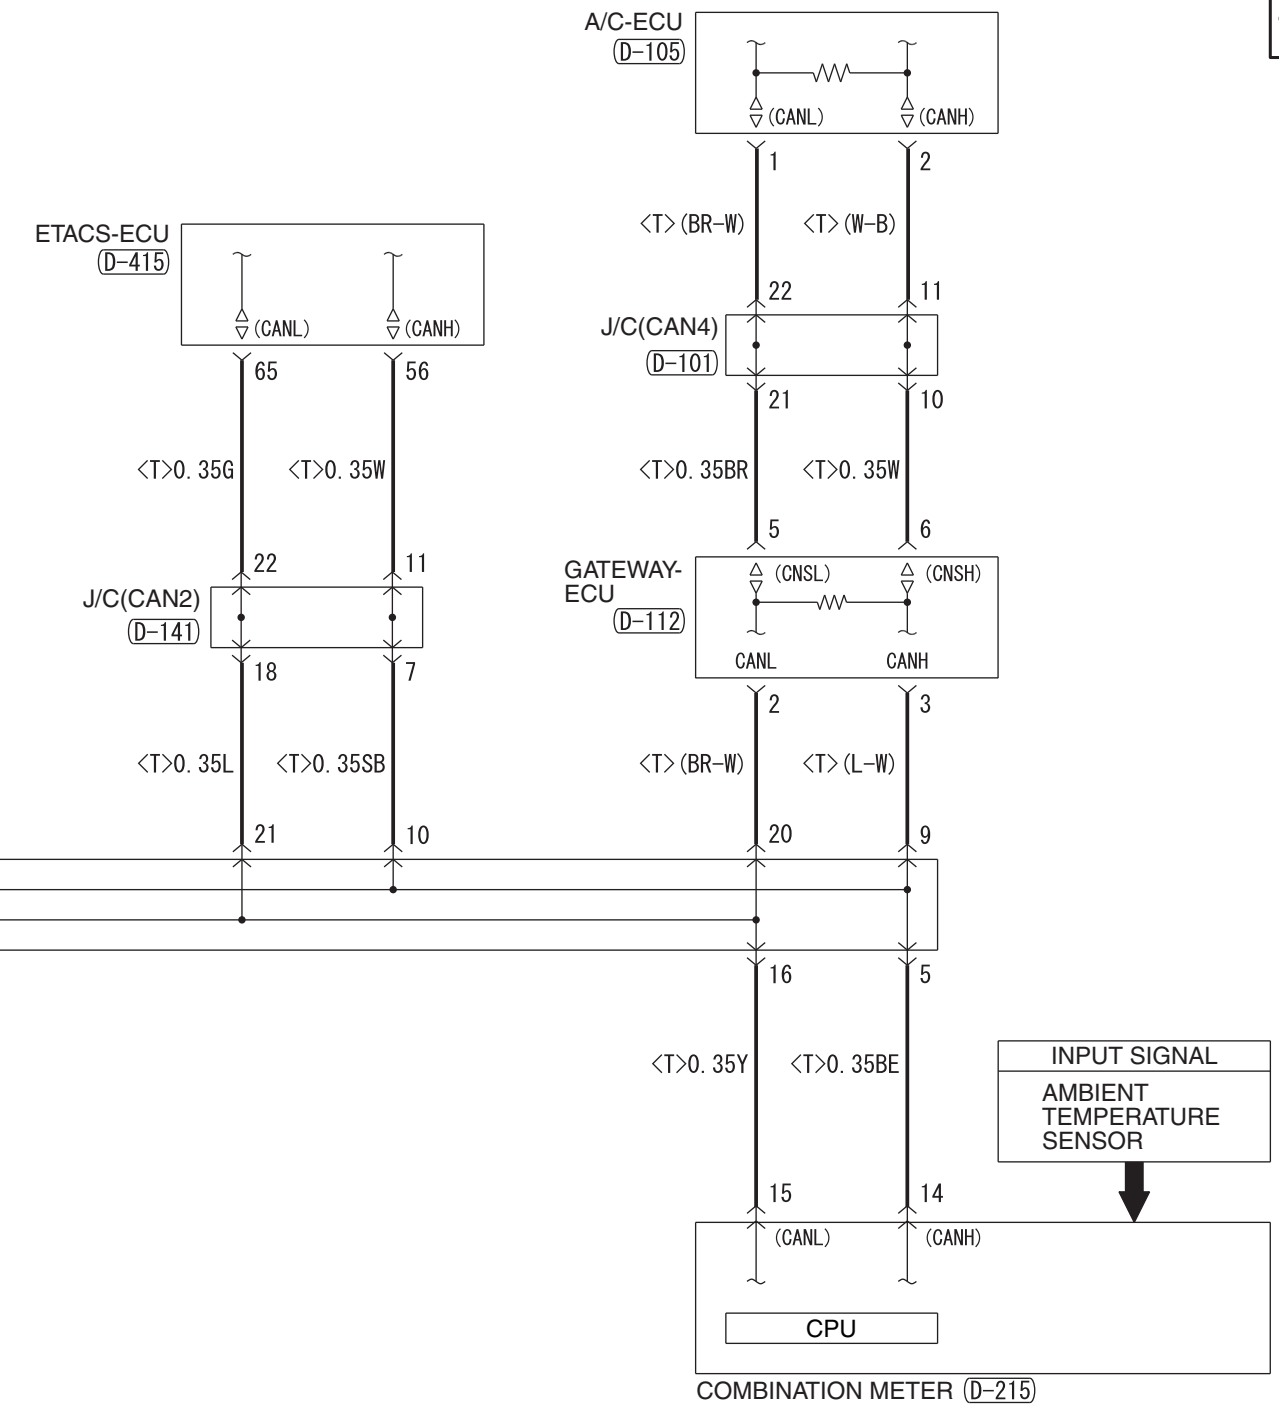 A/C-ECU
(D-105)
(CANL) (CANH)
1 2
<T>(BR-W) <T>(W-B)
ETACS-ECU
(D-415)
22 11
(CANL) (CANH)
J/C(CAN4)
(D-101)
65 56
21 10
<T>0.35G <T>0.35W <T>0.35BR <T>0.35W
5 6
22 11
GATEWAY-
ECU
(D-112)
(CNSL) (CNSH)
J/C(CAN2)
(D-141)
CANL CANH
18 7
2 3
<T>0.35L <T>0.35SB <T>(BR-W) <T>(L-W)
21 10 20 9
16 5
<T>0.35Y <T>0.35BE
INPUT SIGNAL
AMBIENT
TEMPERATURE
SENSOR
15 14
(CANL) (CANH)
CPU
COMBINATION METER (D-215)